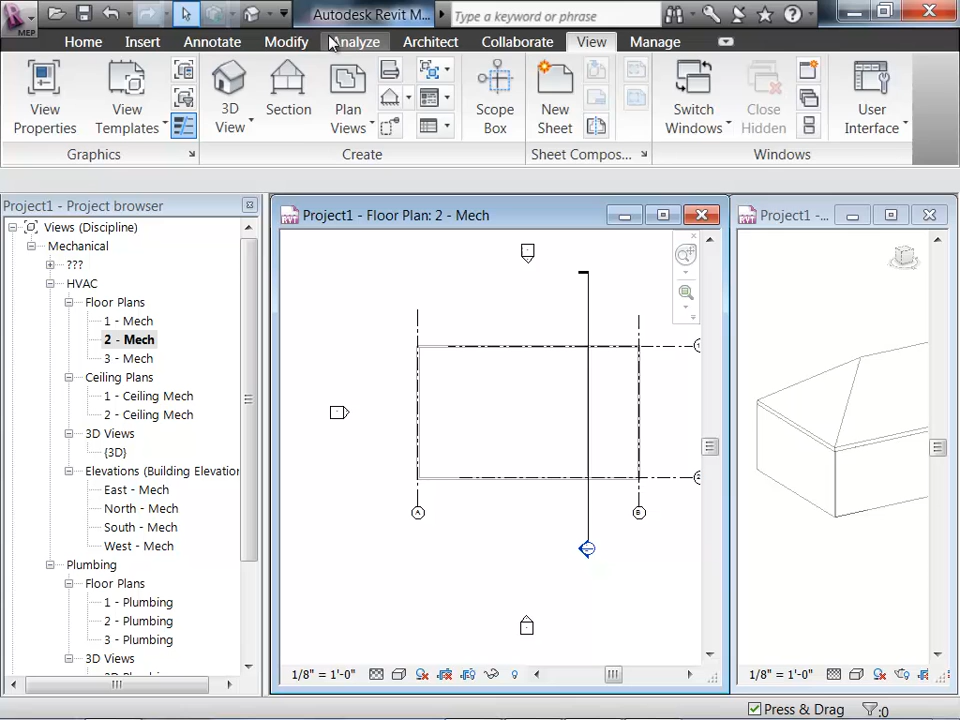 Autodesk Revit M...
Type a keyword or phrase
MEP
Home Insert Annotate Modify Analyze Architect Collaborate View Manage
View Properties
View Templates
3D View
Section
Plan Views
Scope Box
New Sheet
Switch Windows
Close Hidden
User Interface
Graphics Create Sheet Compos... Windows
Project1 - Project browser
Views (Discipline)
Mechanical
???
HVAC
Floor Plans
1 - Mech
2 - Mech
3 - Mech
Ceiling Plans
1 - Ceiling Mech
2 - Ceiling Mech
3D Views
{3D}
Elevations (Building Elevation
East - Mech
North - Mech
South - Mech
West - Mech
Plumbing
Floor Plans
1 - Plumbing
2 - Plumbing
3 - Plumbing
3D Views
Project1 - Floor Plan: 2 - Mech
A
B
1/8" = 1'-0"
Project1 -...
1/8" = 1'-0"
Press & Drag
:0